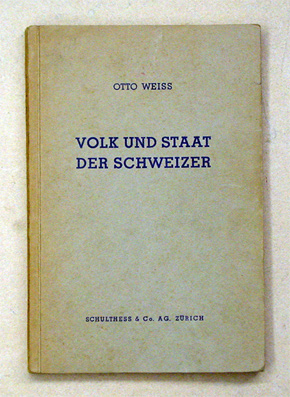 OTTO WEISS
VOLK UND STAAT
DER SCHWEIZER
SCHULTHESS & Co. AG. ZÜRICH